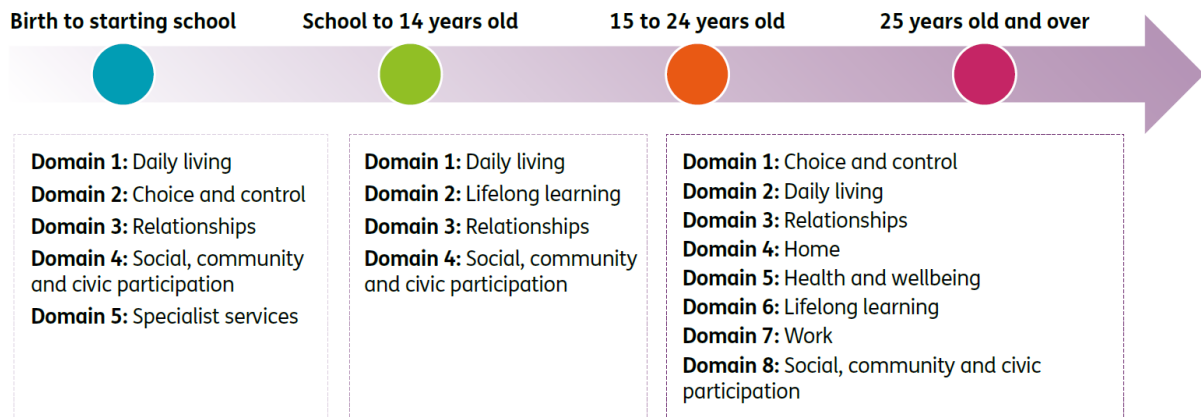 Birth to starting school
School to 14 years old
15 to 24 years old
25 years old and over
Domain 1: Daily living
Domain 2: Choice and control
Domain 3: Relationships
Domain 4: Social, community
and civic participation
Domain 5: Specialist services
Domain 1: Daily living
Domain 2: Lifelong learning
Domain 3: Relationships
Domain 4: Social, community
and civic participation
Domain 1: Choice and control
Domain 2: Daily living
Domain 3: Relationships
Domain 4: Home
Domain 5: Health and wellbeing
Domain 6: Lifelong learning
Domain 7: Work
Domain 8: Social, community and civic
participation